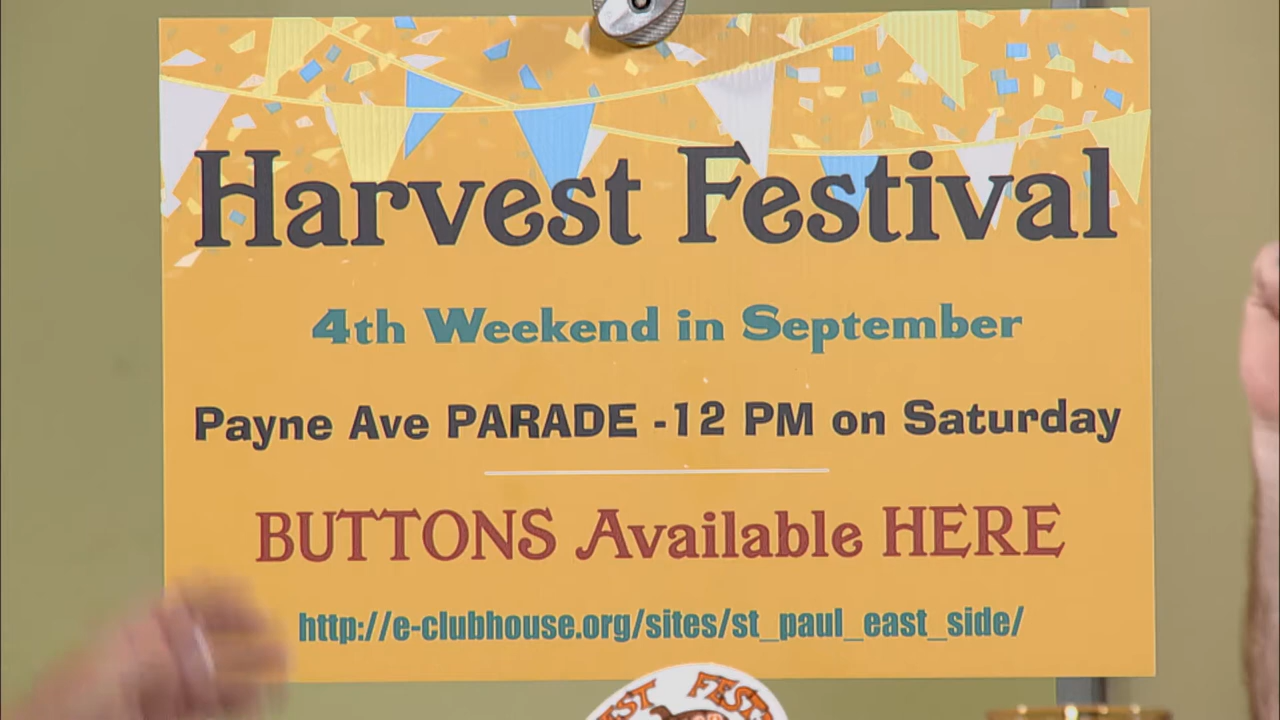 Harvest Festival
4th Weekend in September
Payne Ave PARADE -12 PM on Saturday
BUTTONS Available HERE
http://e-clubhouse.org/sites/st_paul_east_side/